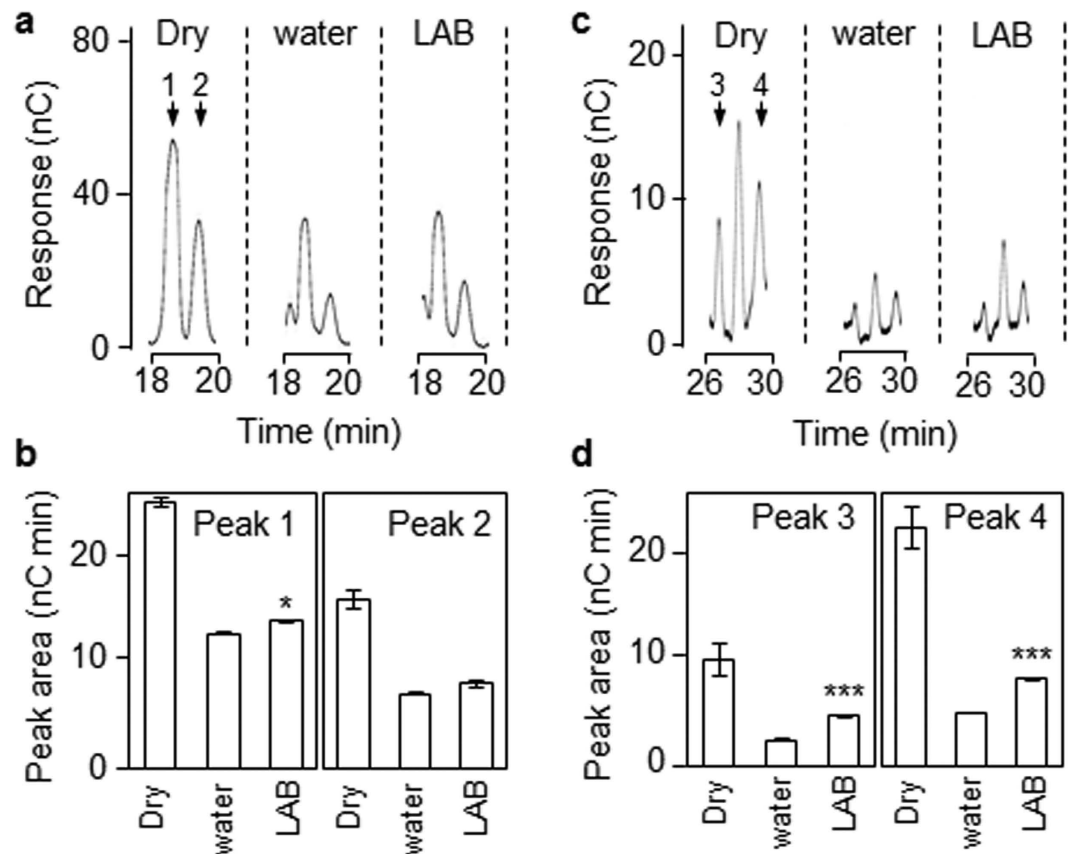 a
80
40
0
Response (nC)
Dry water LAB
1 2
18 20 18 20 18 20
Time (min)
c
20
10
0
Response (nC)
Dry water LAB
3 4
26 30 26 30 26 30
Time (min)
b
20
10
0
Peak area (nC min)
Peak 1 Peak 2
*
Dry water LAB Dry water LAB
d
20
10
0
Peak area (nC min)
Peak 3 Peak 4
*** ***
Dry water LAB Dry water LAB